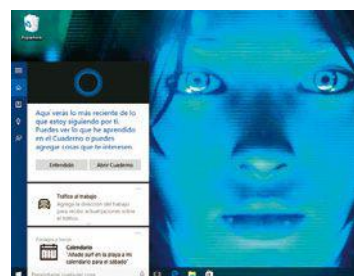 Aquí verás lo más reciente de lo
que estoy siguiendo por ti.
Puedes ver lo que he aprendido
en el Cuaderno o puedes
agregar cosas que te interesen.
Entendido
Abrir Cuaderno
Tráfico al trabajo
Agrega la dirección del trabajo
para recibir actualizaciones sobre
el tráfico.
Calendario
"Añade surf en la playa a mi
calendario para el sábado"